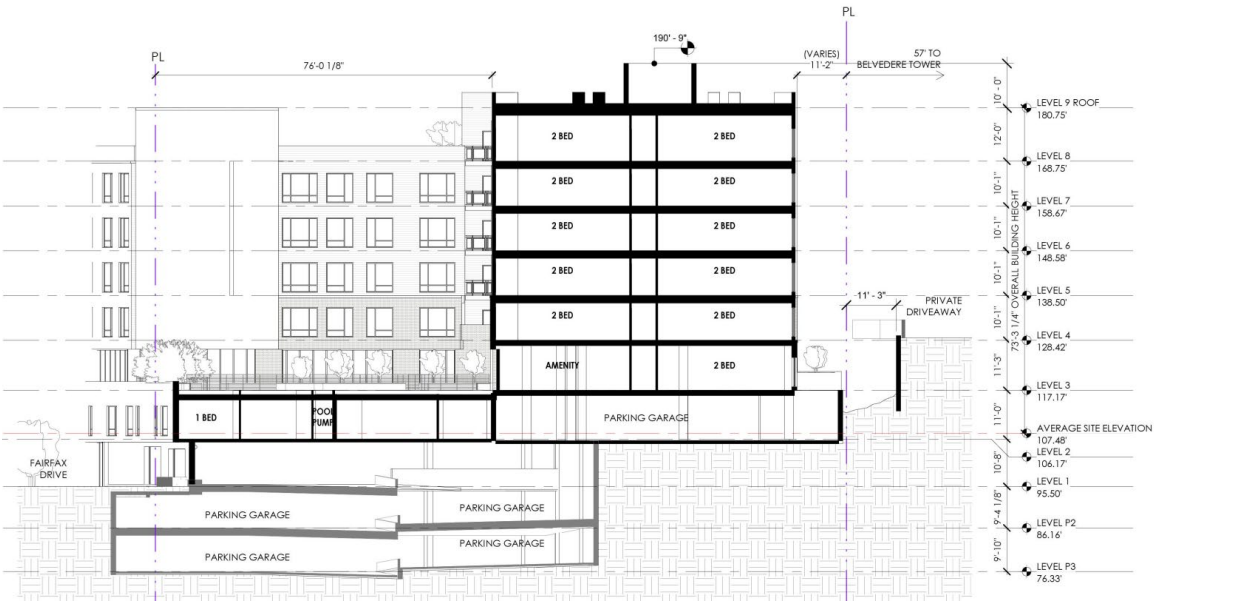 PL
190' - 9"
PL
76'-0 1/8"
(VARIES)
11'-2"
57' TO
BELVEDERE TOWER
10' - 0"
LEVEL 9 ROOF
180.75'
2 BED
2 BED
12'-0"
LEVEL 8
168.75'
2 BED
2 BED
10'-1"
LEVEL 7
158.67'
2 BED
2 BED
10'-1"
LEVEL 6
148.58'
2 BED
2 BED
10'-1"
73'-3 1/4" OVERALL BUILDING HEIGHT
LEVEL 5
138.50'
11' - 3"
PRIVATE
DRIVEAWAY
2 BED
2 BED
10'-1"
LEVEL 4
128.42'
AMENITY
2 BED
11'-3"
LEVEL 3
117.17'
1 BED
POOL
PUMP
PARKING GARAGE
11'-0"
AVERAGE SITE ELEVATION
107.48'
LEVEL 2
106.17'
FAIRFAX
DRIVE
10'-8"
LEVEL 1
95.50'
PARKING GARAGE
PARKING GARAGE
9'-4 1/8"
LEVEL P2
86.16'
PARKING GARAGE
PARKING GARAGE
9'-10"
LEVEL P3
76.33'